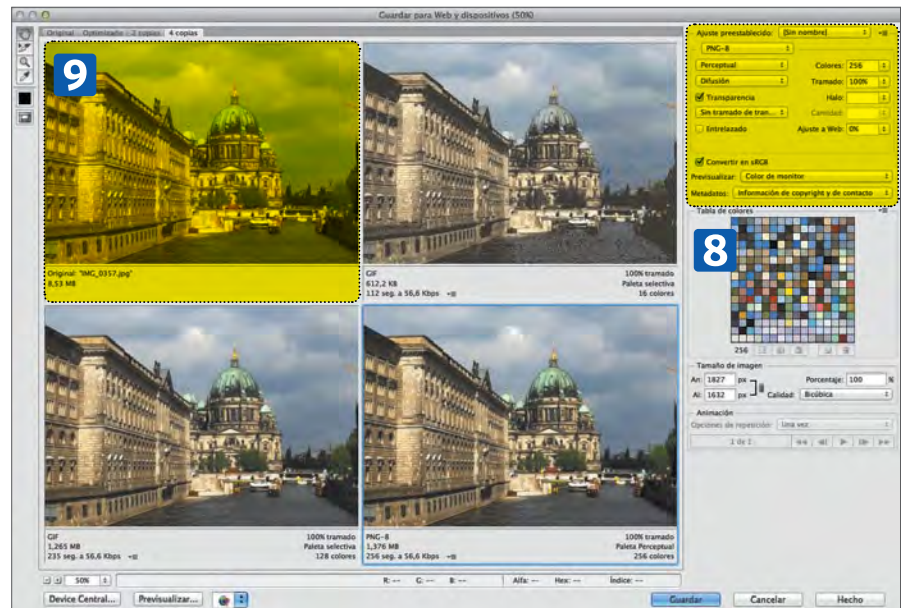 Guardar para Web y dispositivos (50%)
Original Optimizado 2 copias 4 copias
9
Original: "IMG_0357.jpg"
8,53 MB
GIF
612,2 KB
112 seg. a 56,6 Kbps
100% tramado
Paleta selectiva
16 colores
GIF
1,265 MB
235 seg. a 56,6 Kbps
100% tramado
Paleta selectiva
128 colores
PNG-8
1,376 MB
256 seg. a 56,6 Kbps
100% tramado
Paleta Perceptual
256 colores
Ajuste preestablecido: [Sin nombre]
PNG-8
Perceptual Colores: 256
Difusión Tramado: 100%
Transparencia Halo:
Sin tramado de tran... Cantidad:
Entrelazado Ajuste a Web: 0%
Convertir en sRGB
Previsualizar: Color de monitor
Metadatos: Información de copyright y de contacto
Tabla de colores
8
256
Tamaño de imagen
An: 1827 px Porcentaje: 100 %
Al: 1632 px Calidad: Bicúbica
Animación
Opciones de repetición: Una vez
1 de 1
50% R: -- G: -- B: -- Alfa: -- Hex: -- Índice: --
Device Central... Previsualizar... Guardar Cancelar Hecho